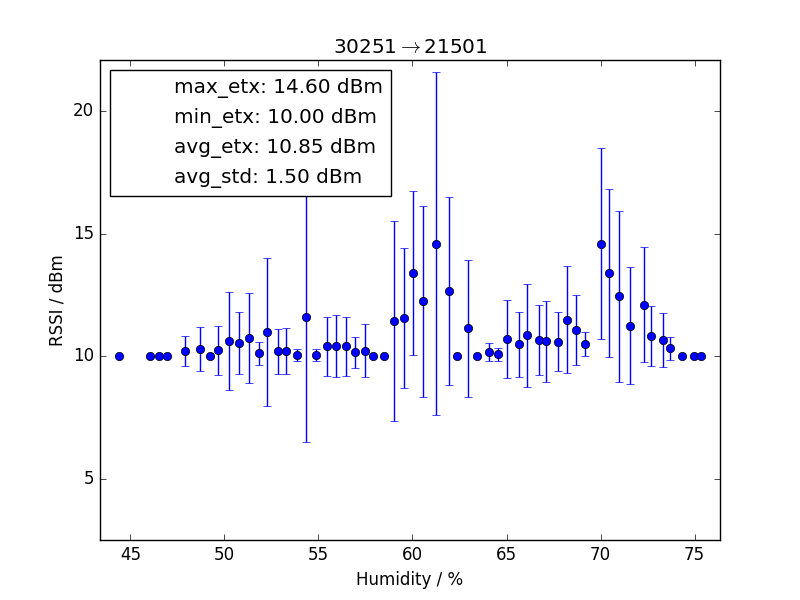 30251→21501
max_etx: 14.60 dBm
min_etx: 10.00 dBm
avg_etx: 10.85 dBm
avg_std: 1.50 dBm
RSSI / dBm
20
15
10
5
45 50 55 60 65 70 75
Humidity / %